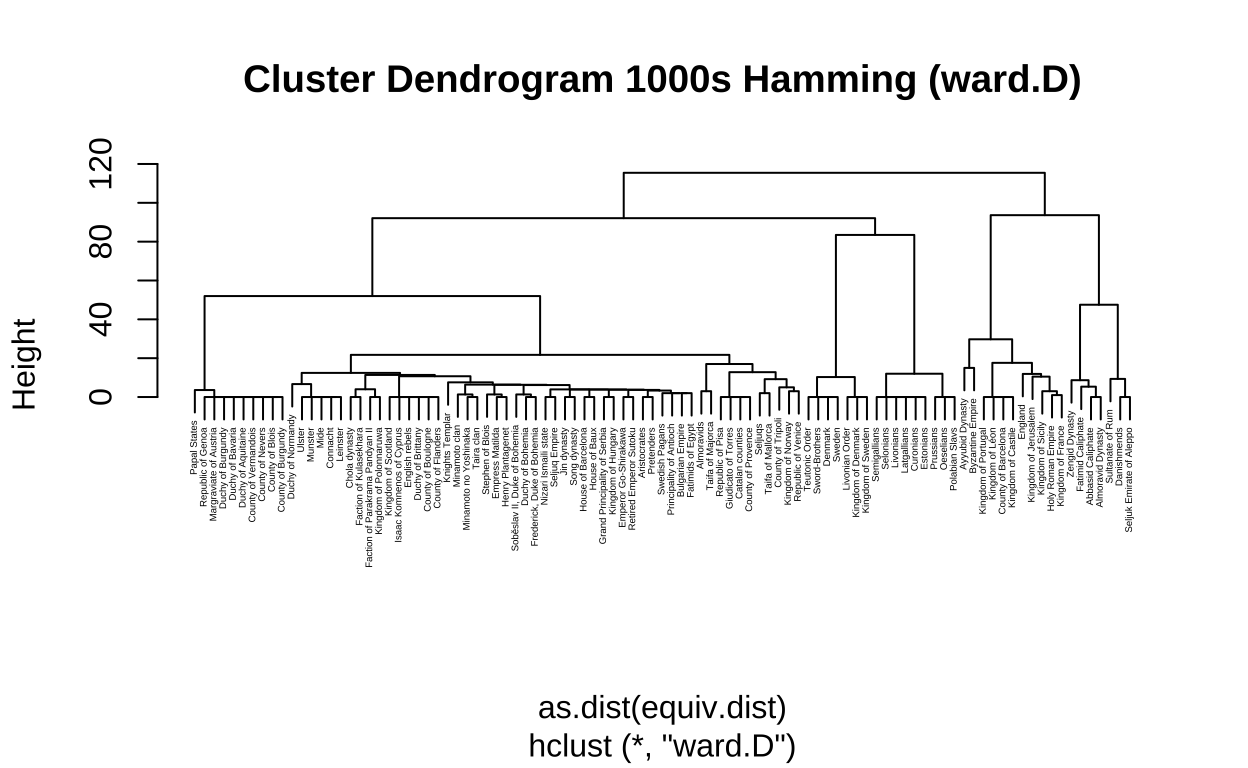 Cluster Dendrogram 1000s Hamming (ward.D)
Height
0
40
80
120
Papal States
Republic of Genoa
Margraviate of Austria
Duchy of Burgundy
Duchy of Bavaria
Duchy of Aquitaine
County of Vermandois
County of Nevers
County of Blois
County of Burgundy
Duchy of Normandy
Ulster
Munster
Mide
Connacht
Leinster
Chola dynasty
Faction of Kulasekhara
Faction of Parakrama Pandyan II
Kingdom of Polonnaruwa
Kingdom of Scotland
Isaac Komnenos of Cyprus
English rebels
Duchy of Brittany
County of Boulogne
County of Flanders
Knights Templar
Minamoto clan
Minamoto no Yoshinaka
Taira clan
Stephen of Blois
Empress Matilda
Henry Plantagenet
Soběslav II, Duke of Bohemia
Duchy of Bohemia
Frederick, Duke of Bohemia
Nizari Ismaili state
Seljuq Empire
Jin dynasty
Song dynasty
House of Barcelona
House of Baux
Grand Principality of Serbia
Kingdom of Hungary
Emperor Go-Shirakawa
Retired Emperor Sutoku
Aristocrates
Pretenders
Swedish Pagans
Principality of Antioch
Bulgarian Empire
Fatimids of Egypt
Almoravids
Taifa of Majorca
Republic of Pisa
Giudicato of Torres
Catalan counties
County of Provence
Seljuqs
Taifa of Mallorca
County of Tripoli
Kingdom of Norway
Republic of Venice
Sword-Brothers
Denmark
Sweden
Livonian Order
Kingdom of Denmark
Kingdom of Sweden
Teutonic Order
Semigallians
Selonians
Livonians
Latgallians
Curonians
Estonians
Prussians
Oeselians
Polabian Slavs
Ayyubid Dynasty
Byzantine Empire
Kingdom of Portugal
Kingdom of León
County of Barcelona
Kingdom of Castile
England
Kingdom of Jerusalem
Kingdom of Sicily
Holy Roman Empire
Kingdom of France
Zengid Dynasty
Fatimid Caliphate
Abbasid Caliphate
Almoravid Dynasty
Sultanate of Rum
Danishmends
Seljuk Emirate of Aleppo
as.dist(equiv.dist)
hclust (*, "ward.D")